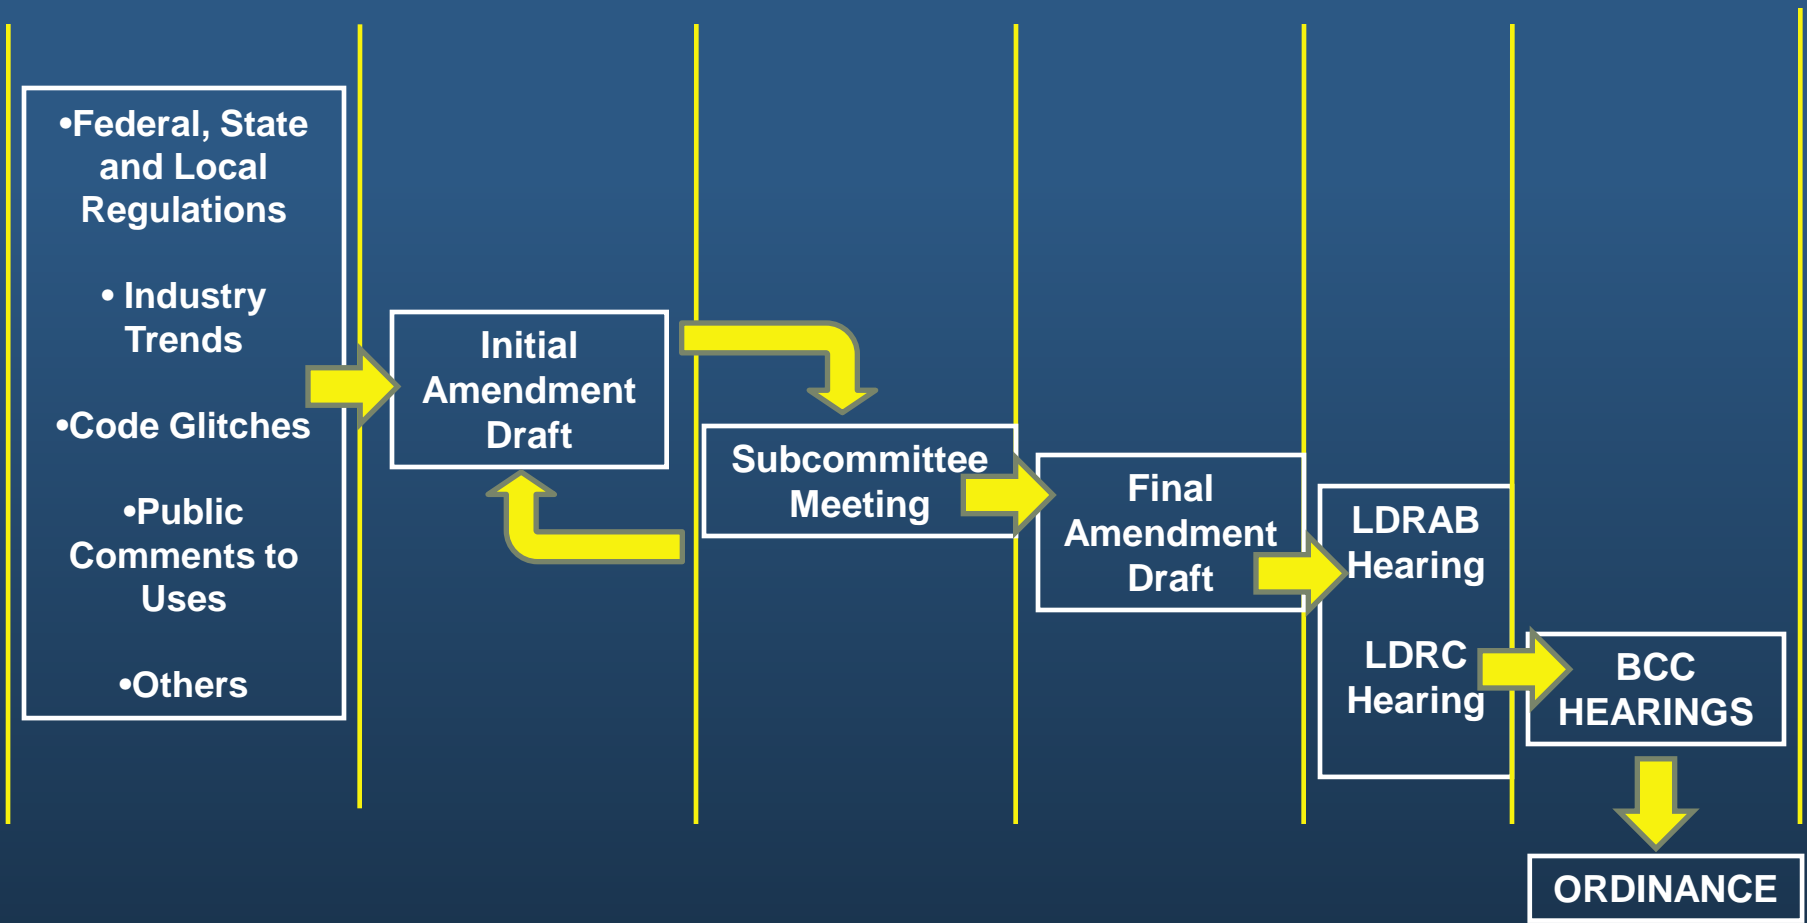 •Federal, State
and Local
Regulations
• Industry
Trends
•Code Glitches
•Public
Comments to
Uses
•Others
Initial
Amendment
Draft
Subcommittee
Meeting
Final
Amendment
Draft
LDRAB
Hearing
LDRC
Hearing
BCC
HEARINGS
ORDINANCE